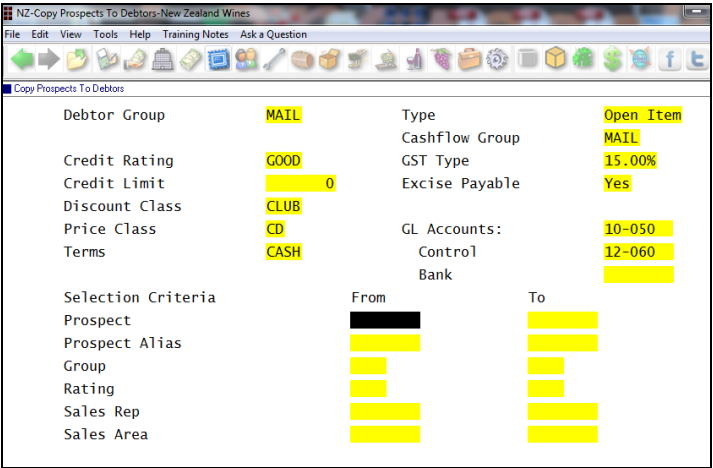 NZ-Copy Prospects To Debtors-New Zealand Wines
File Edit View Tools Help Training Notes Ask a Question
Copy Prospects To Debtors
Debtor Group MAIL Type Open Item
Cashflow Group MAIL
Credit Rating GOOD GST Type 15.00%
Credit Limit 0 Excise Payable Yes
Discount Class CLUB
Price Class CD GL Accounts: 10-050
Terms CASH Control 12-060
Bank
Selection Criteria From To
Prospect
Prospect Alias
Group
Rating
Sales Rep
Sales Area